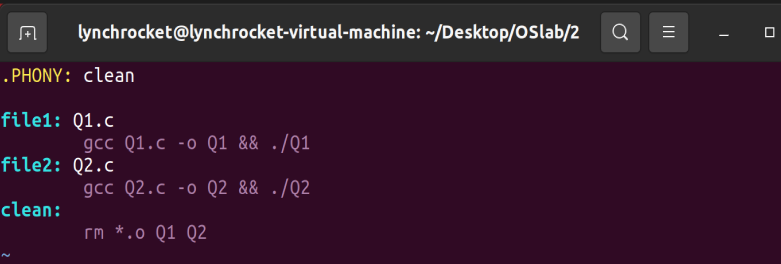 lynchrocket@lynchrocket-virtual-machine: ~/Desktop/OSlab/2
.PHONY: clean
file1: Q1.c
gcc Q1.c -o Q1 && ./Q1
file2: Q2.c
gcc Q2.c -o Q2 && ./Q2
clean:
rm *.o Q1 Q2
~